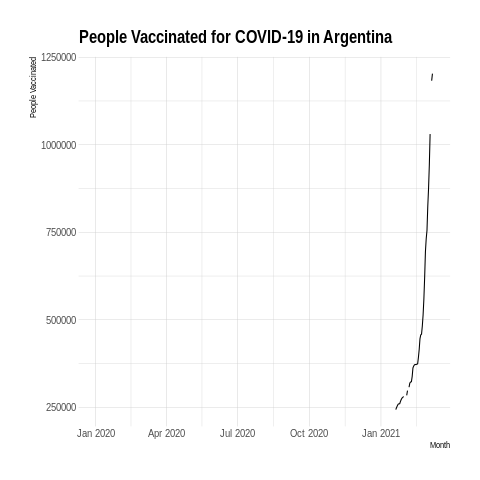 People Vaccinated for COVID-19 in Argentina
People Vaccinated
1250000
1000000
750000
500000
250000
Jan 2020 Apr 2020 Jul 2020 Oct 2020 Jan 2021
Month